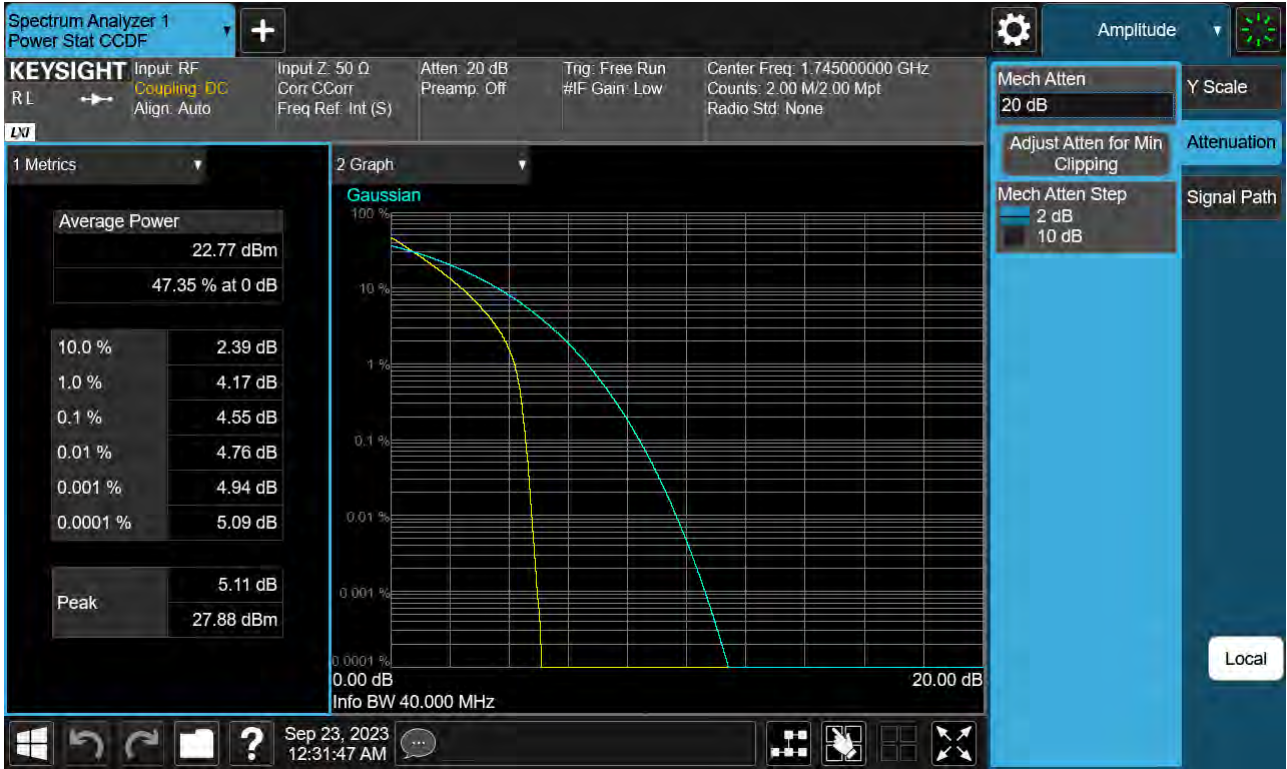 Spectrum Analyzer 1
Power Stat CCDF
+
Amplitude
KEYSIGHT
R L
LXI
Input: RF
Coupling: DC
Align: Auto
Input Z: 50 Ω
Corr CCorr
Freq Ref: Int (S)
Atten: 20 dB
Preamp: Off
Trig: Free Run
#IF Gain: Low
Center Freq: 1.745000000 GHz
Counts: 2.00 M/2.00 Mpt
Radio Std: None
Mech Atten
20 dB
Adjust Atten for Min
Clipping
Mech Atten Step
2 dB
10 dB
Y Scale
Attenuation
Signal Path
Local
1 Metrics
Average Power
22.77 dBm
47.35 % at 0 dB
10.0 % 2.39 dB
1.0 % 4.17 dB
0.1 % 4.55 dB
0.01 % 4.76 dB
0.001 % 4.94 dB
0.0001 % 5.09 dB
Peak
5.11 dB
27.88 dBm
2 Graph
Gaussian
100 %
10 %
1 %
0.1 %
0.01 %
0.001 %
0.0001 %
0.00 dB 20.00 dB
Info BW 40.000 MHz
?
Sep 23, 2023
12:31:47 AM